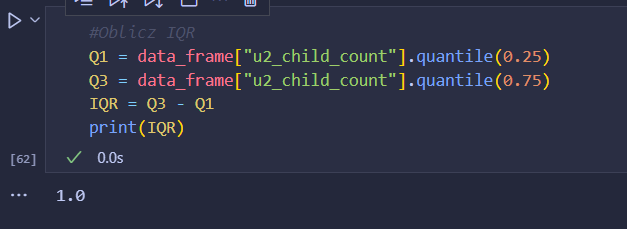 #Oblicz IQR
Q1 = data_frame["u2_child_count"].quantile(0.25)
Q3 = data_frame["u2_child_count"].quantile(0.75)
IQR = Q3 - Q1
print(IQR)
[62]
0.0s
1.0